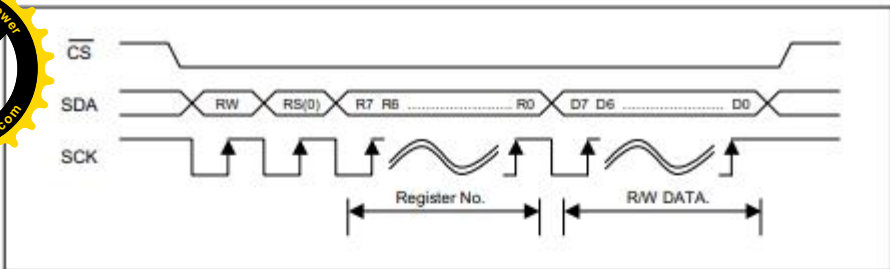 CS
SDA RW RS(0) R7 R6 ........................ R0 D7 D6 ........................ D0
SCK
Register No. R/W DATA.